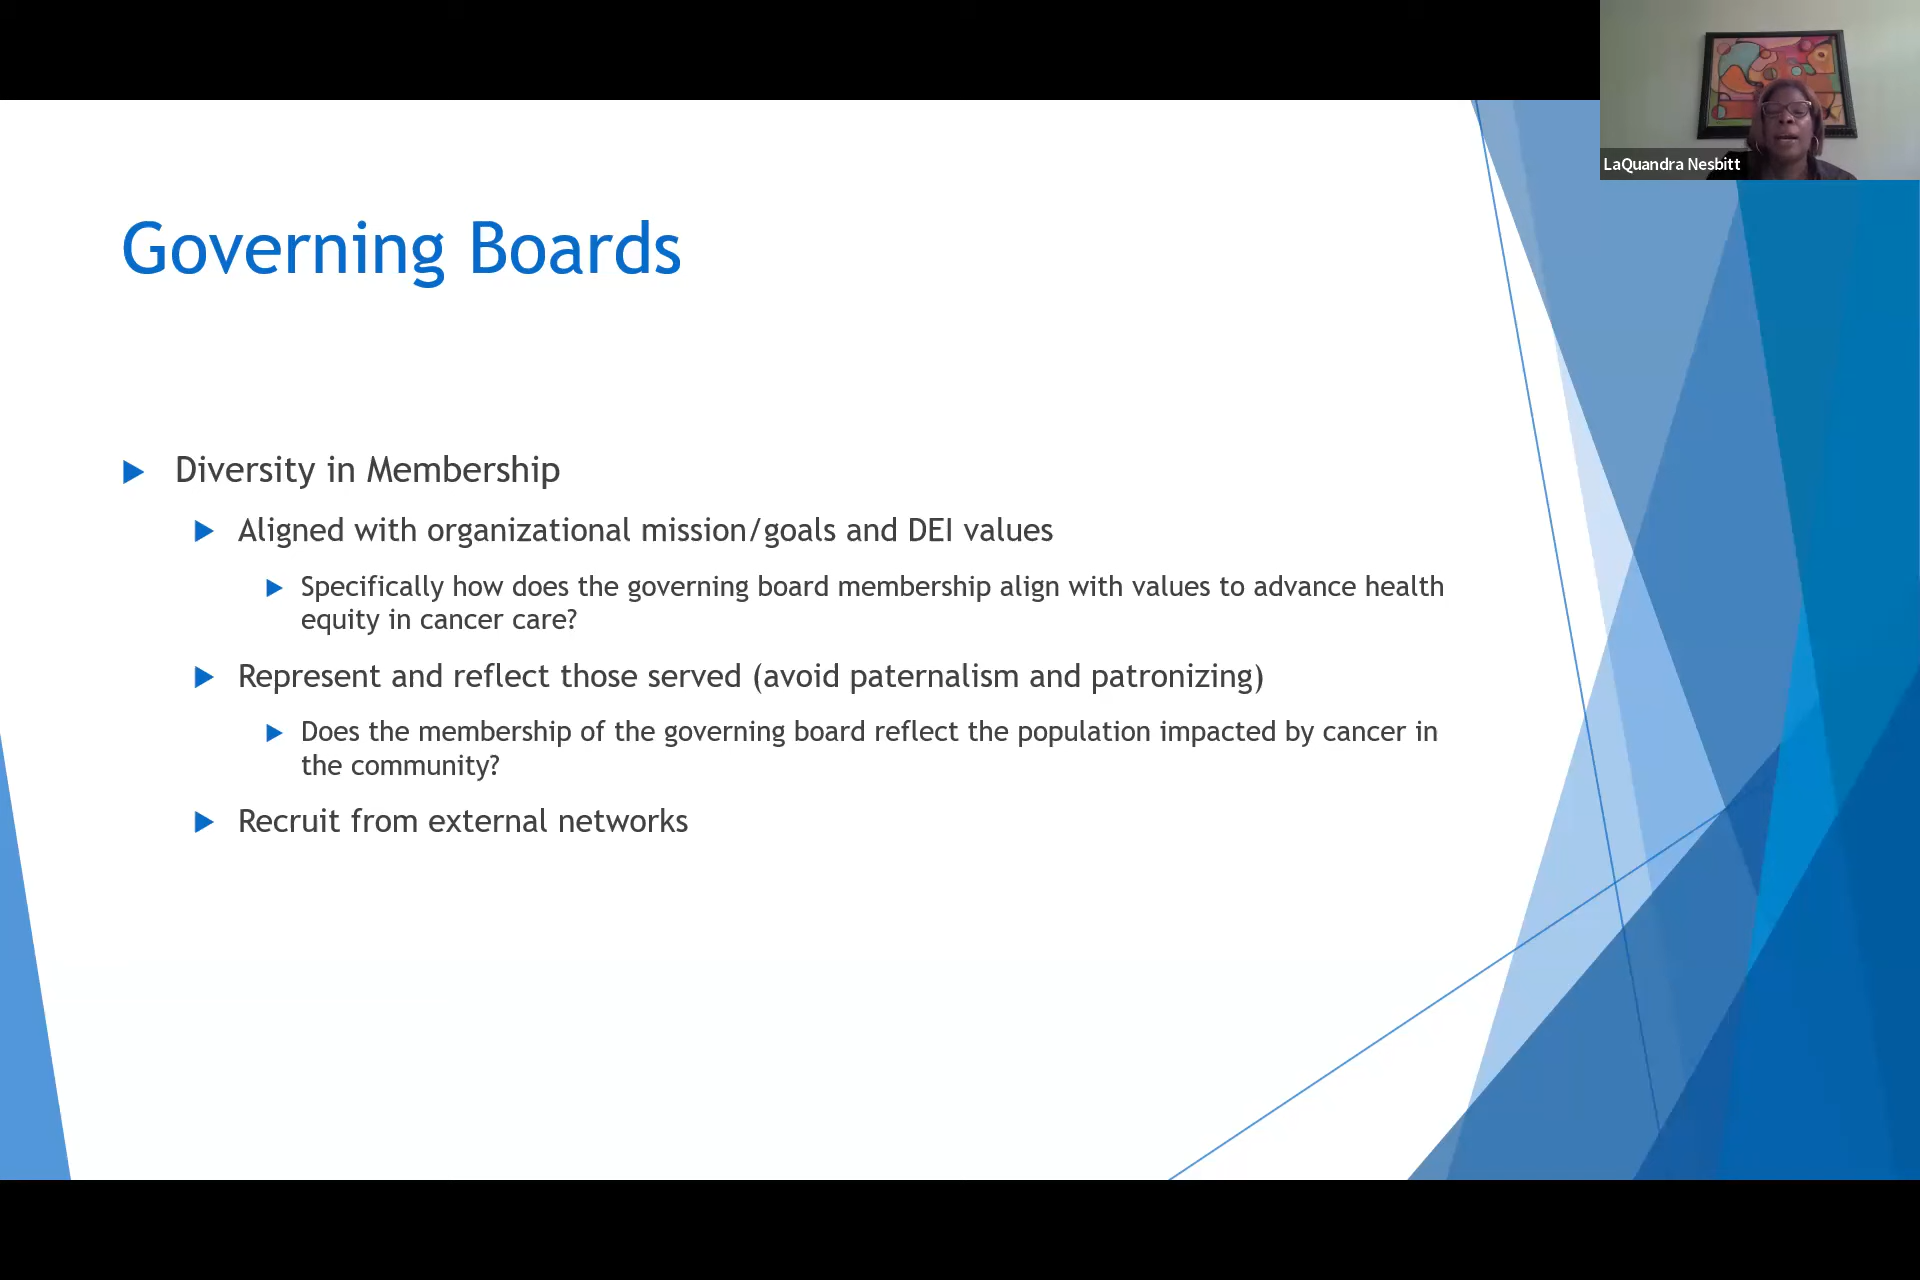 LaQuandra Nesbitt
Governing Boards
Diversity in Membership
Aligned with organizational mission/goals and DEI values
Specifically how does the governing board membership align with values to advance health
equity in cancer care?
Represent and reflect those served (avoid paternalism and patronizing)
Does the membership of the governing board reflect the population impacted by cancer in
the community?
Recruit from external networks